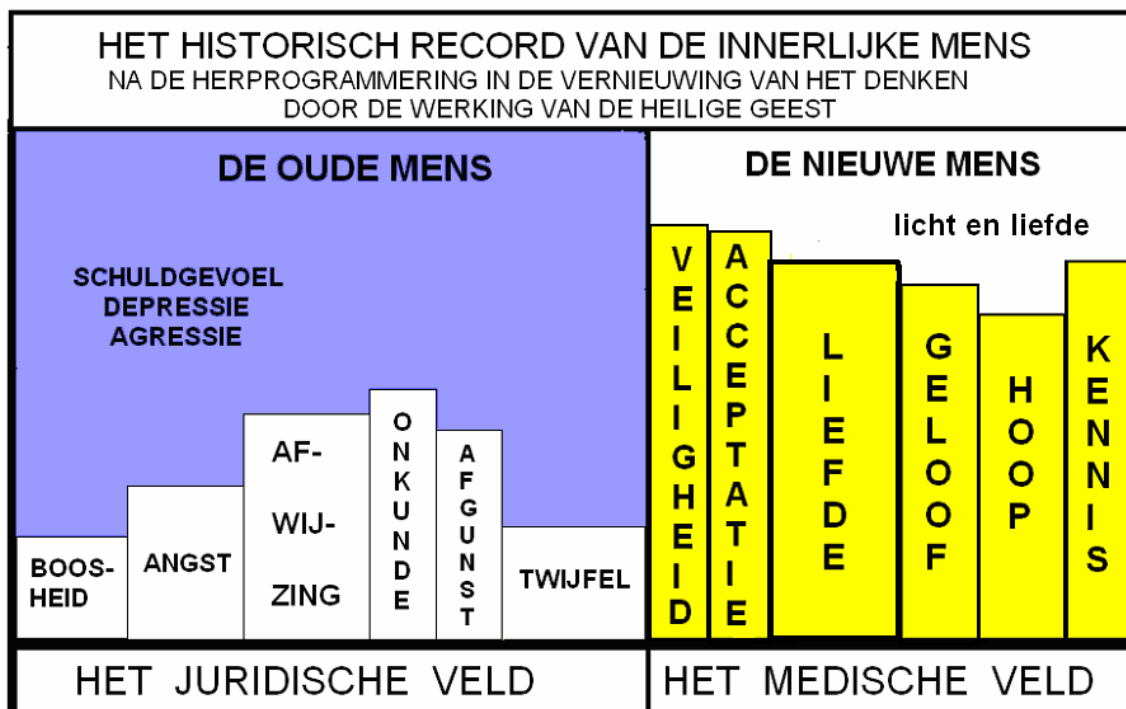 HET HISTORISCH RECORD VAN DE INNERLIJKE MENS
NA DE HERPROGRAMMERING IN DE VERNIEUWING VAN HET DENKEN
DOOR DE WERKING VAN DE HEILIGE GEEST
DE OUDE MENS
SCHULDGEVOEL
DEPRESSIE
AGRESSIE
BOOS-
HEID
ANGST
AF-
WIJ-
ZING
ONKUNDE
AFGUNST
TWIJFEL
HET JURIDISCHE VELD
DE NIEUWE MENS
licht en liefde
VEILIGHEID
ACCEPTATIE
LIEFDE
GELOOF
HOOP
KENNIS
HET MEDISCHE VELD